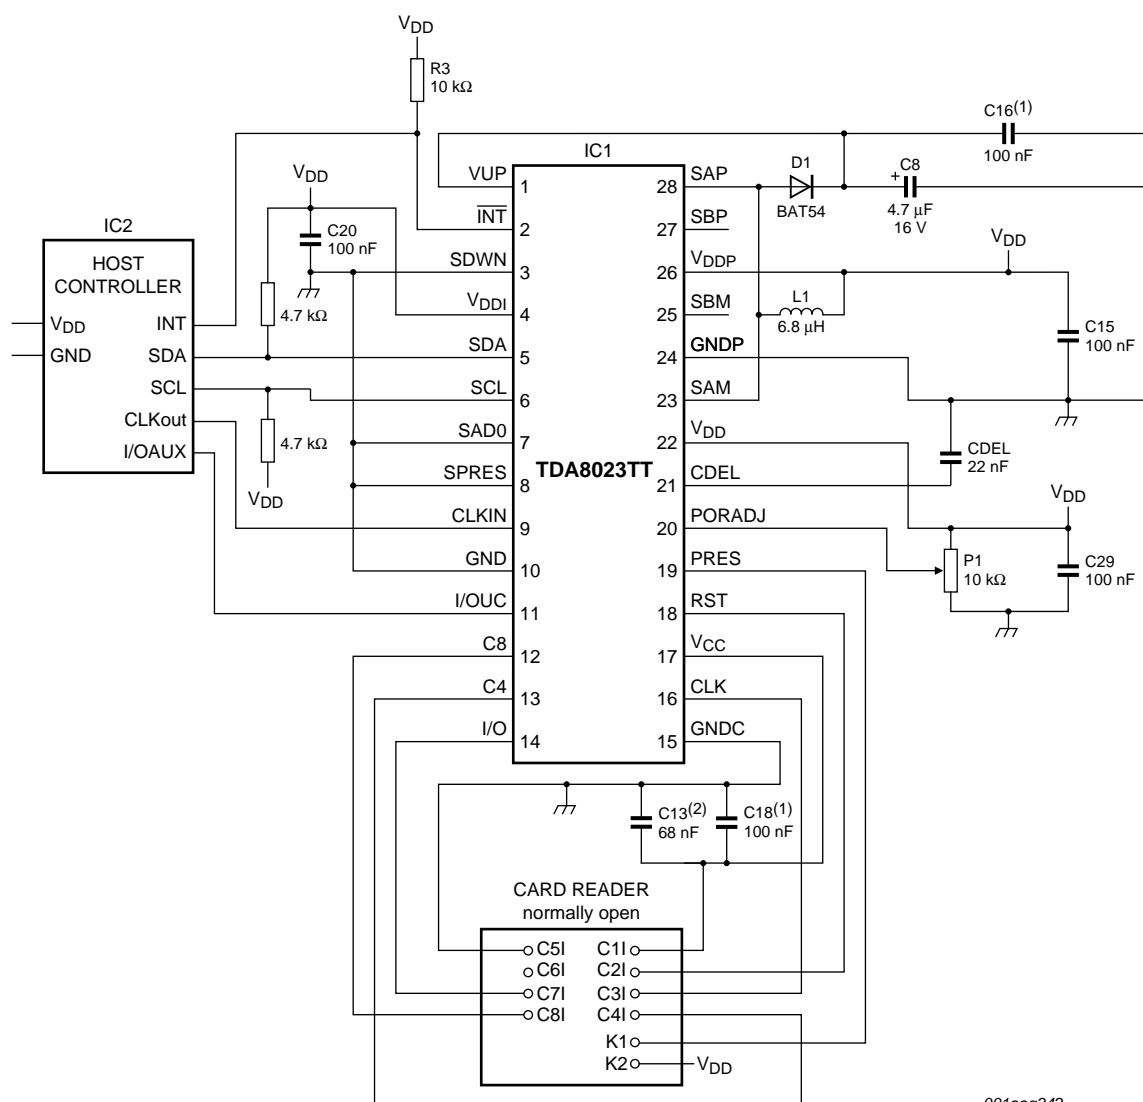 VDD
R3
10 kΩ
C16(1)
100 nF
IC1
VUP
1
INT
2
SDWN
3
VDDI
4
SDA
5
SCL
6
SAD0
7
SPRES
8
CLKIN
9
GND
10
I/OUC
11
C8
12
C4
13
I/O
14
TDA8023TT
28
SAP
27
SBP
26
VDDP
25
SBM
24
GNDP
23
SAM
22
VDD
21
CDEL
20
PORADJ
19
PRES
18
RST
17
VCC
16
CLK
15
GNDC
D1
BAT54
+
C8
4.7 μF
16 V
VDD
L1
6.8 μH
C15
100 nF
CDEL
22 nF
VDD
P1
10 kΩ
C29
100 nF
VDD
C20
100 nF
4.7 kΩ
4.7 kΩ
VDD
IC2
HOST
CONTROLLER
VDD
GND
INT
SDA
SCL
CLKout
I/OAUX
C13(2)
68 nF
C18(1)
100 nF
CARD READER
normally open
C5I
C1I
C6I
C2I
C7I
C3I
C8I
C4I
K1
K2
VDD